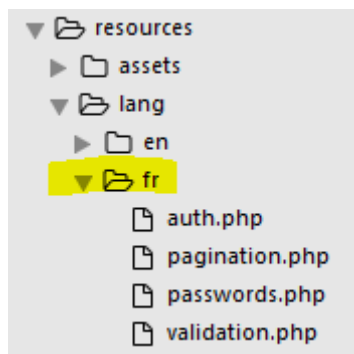 resources
assets
lang
en
fr
auth.php
pagination.php
passwords.php
validation.php